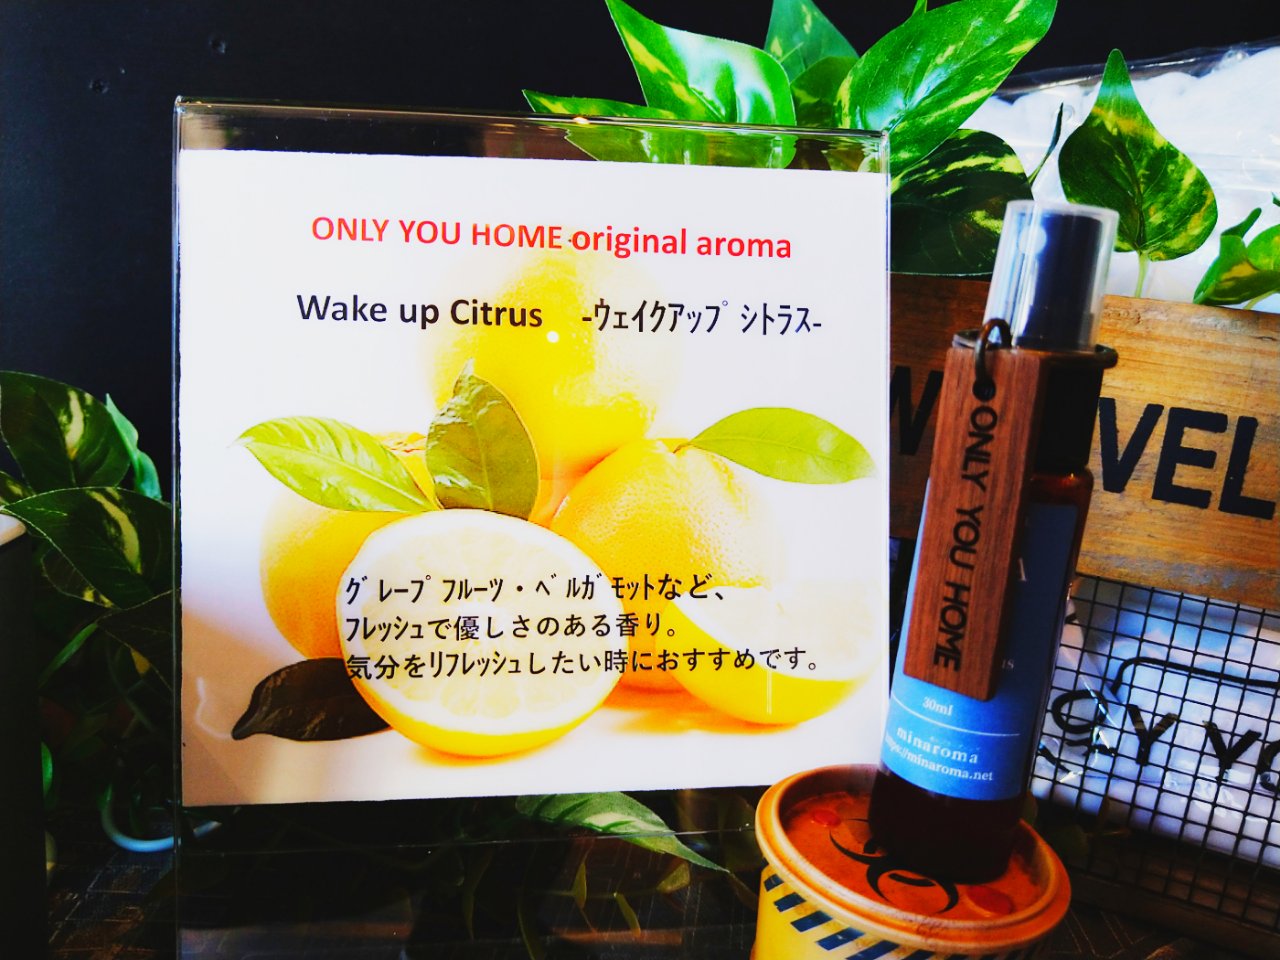 ONLY YOU HOME original aroma
Wake up Citrus　-ｳｪｲｸｱｯﾌﾟ ｼﾄﾗｽ-
ｸﾞﾚｰﾌﾟﾌﾙｰﾂ・ﾍﾞﾙｶﾞﾓｯﾄなど、
ﾌﾚｯｼｭで優しさのある香り。
気分をﾘﾌﾚｯｼｭしたい時におすすめです。
ONLY YOU HOME
30ml
minaroma
https://minaroma.net
VEL